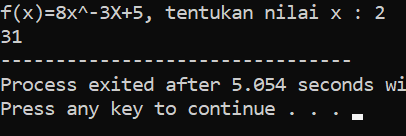 f(x)=8x^-3X+5, tentukan nilai x : 2
31
--------------------------------
Process exited after 5.054 seconds wi
Press any key to continue . . .